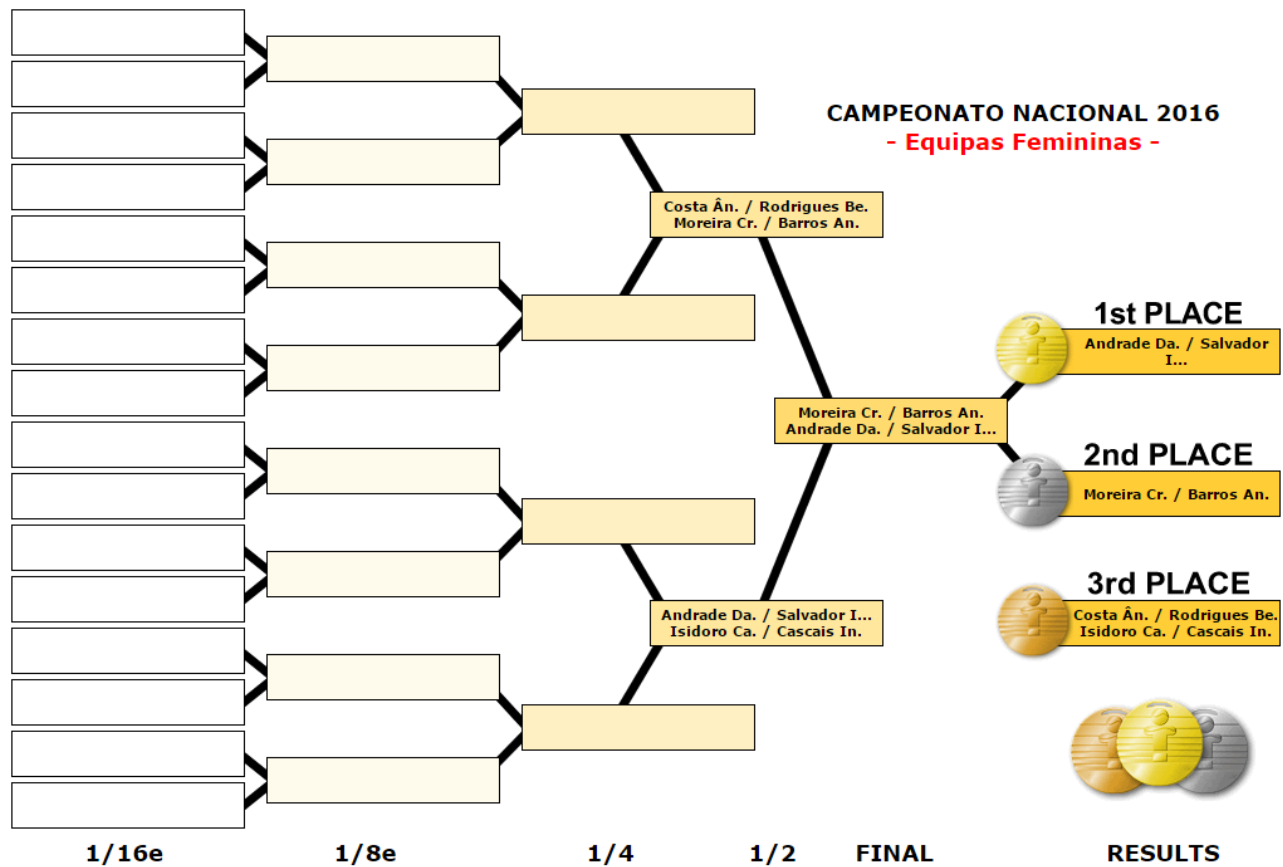 CAMPEONATO NACIONAL 2016
- Equipas Femininas -
Costa Ân. / Rodrigues Be.
Moreira Cr. / Barros An.
Andrade Da. / Salvador I...
Isidoro Ca. / Cascais In.
Moreira Cr. / Barros An.
Andrade Da. / Salvador I...
1st PLACE
Andrade Da. / Salvador
I...
2nd PLACE
Moreira Cr. / Barros An.
3rd PLACE
Costa Ân. / Rodrigues Be.
Isidoro Ca. / Cascais In.
1/16e 1/8e 1/4 1/2 FINAL RESULTS